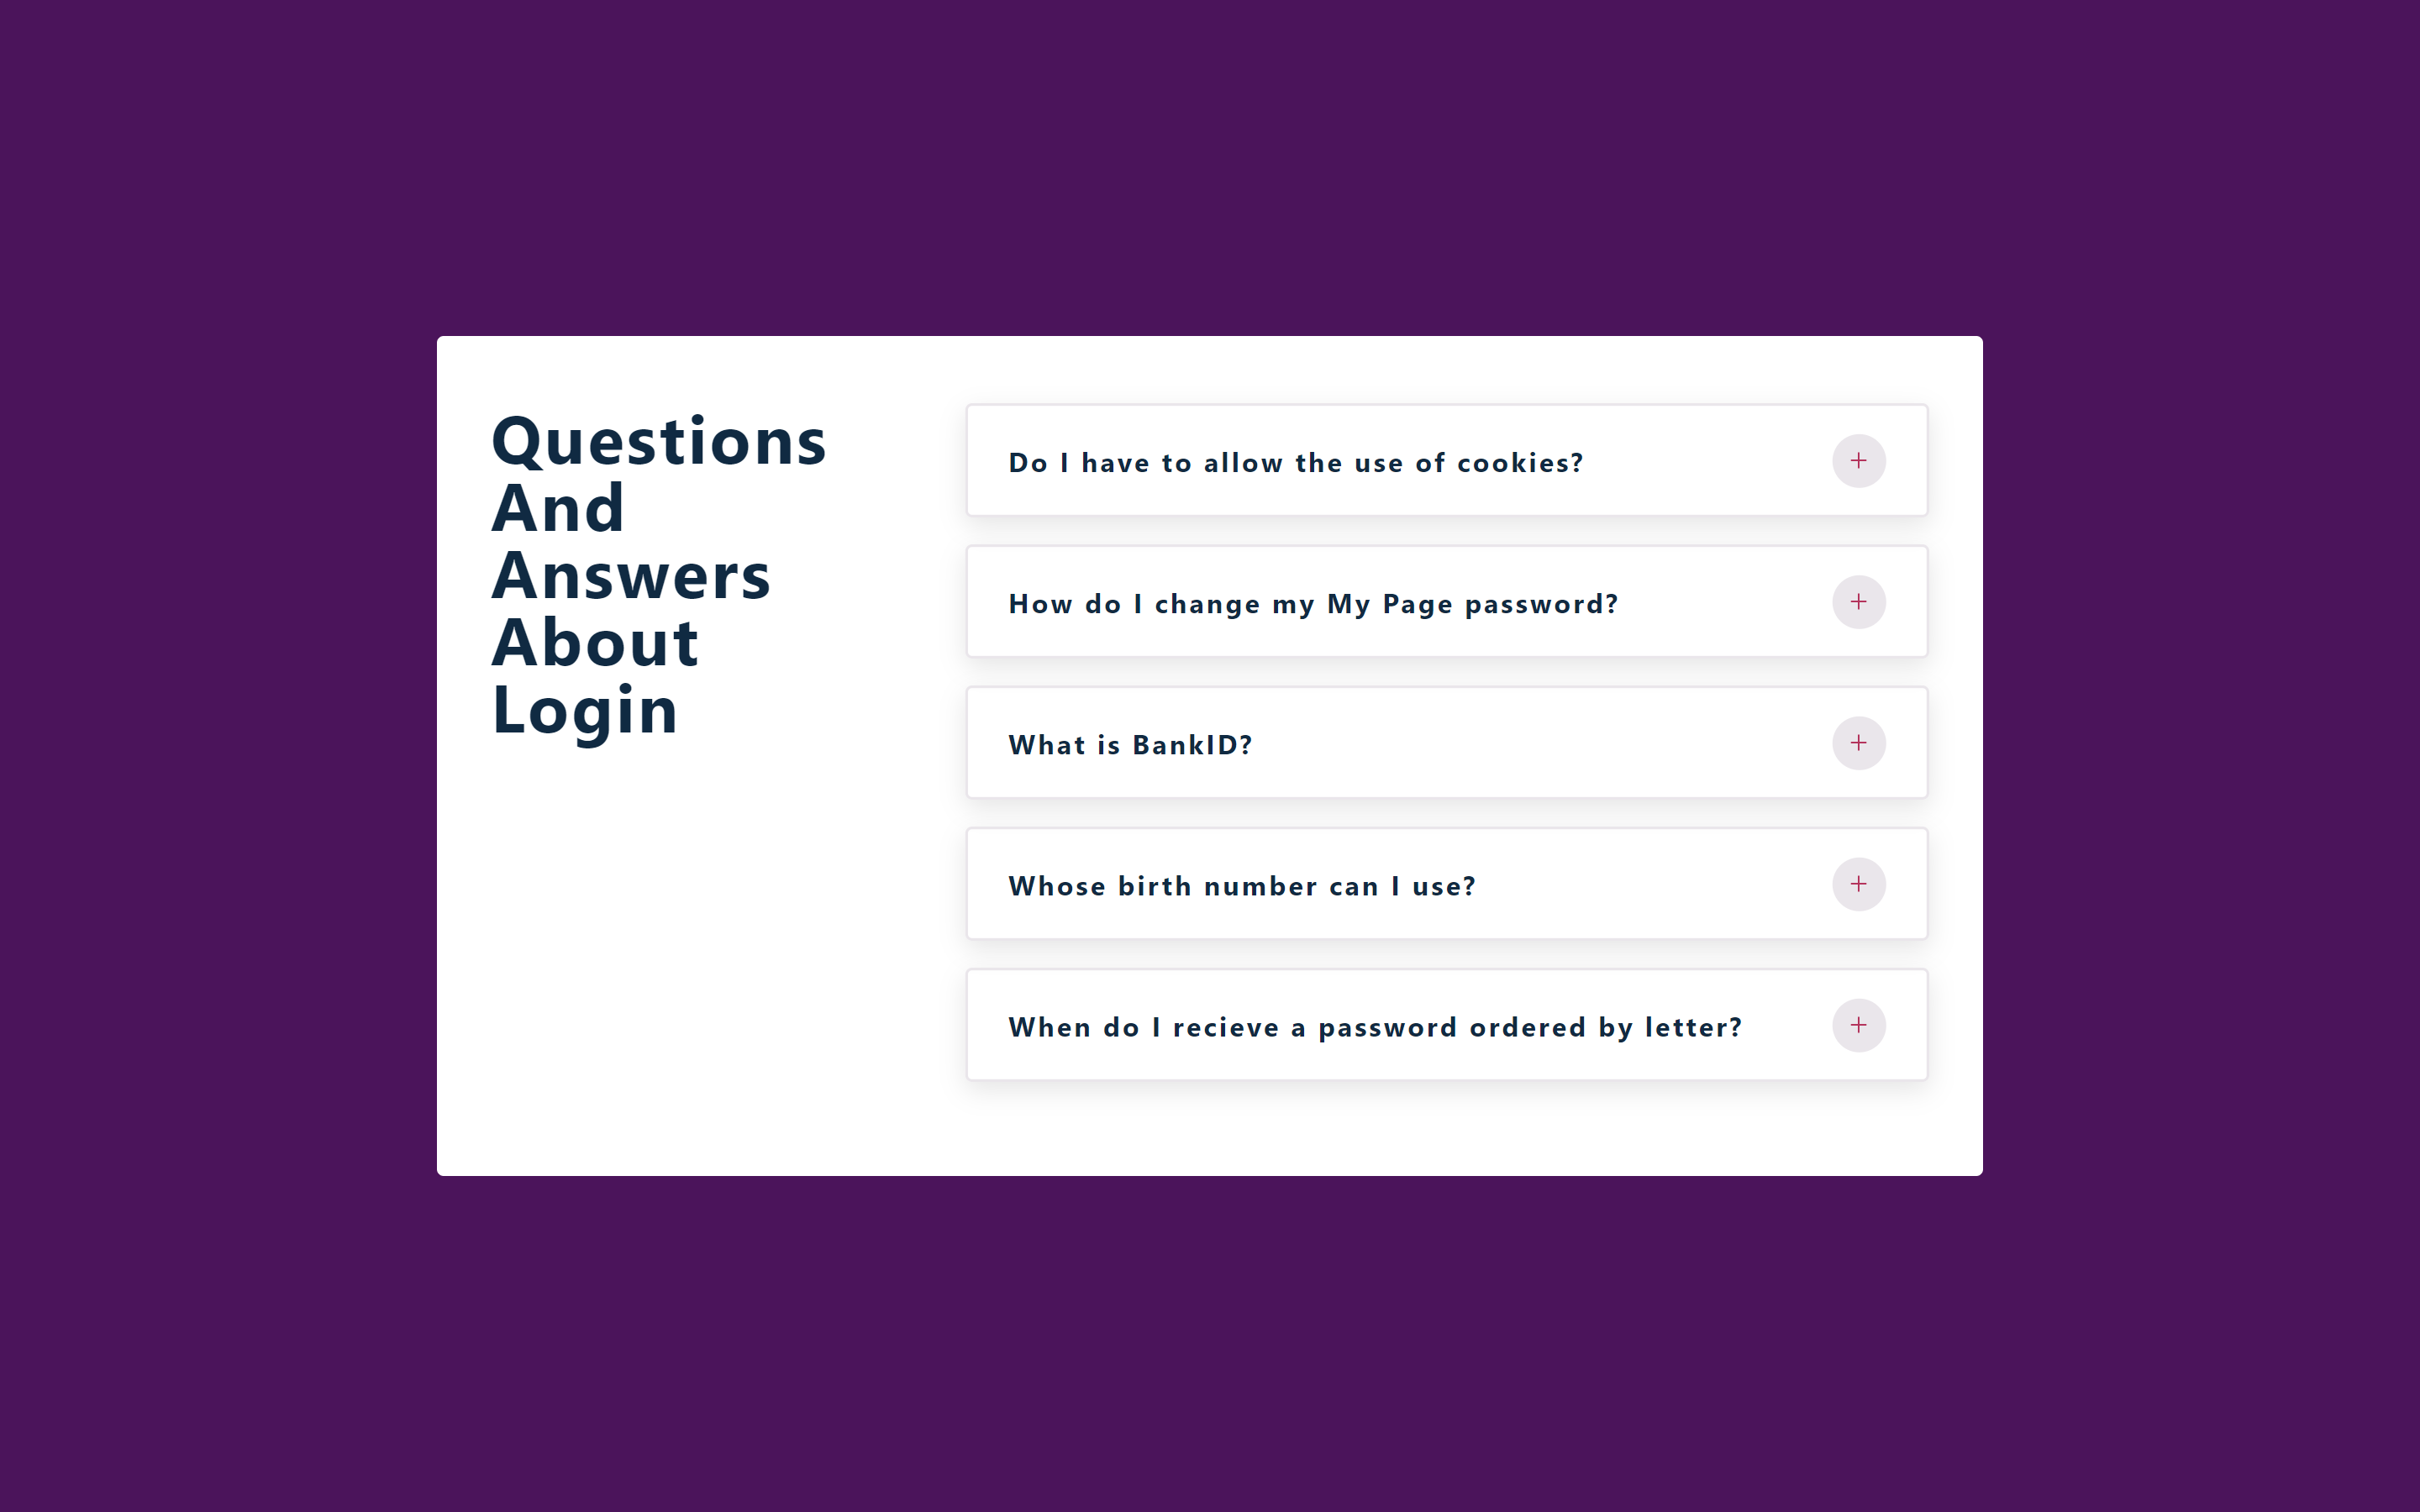 Questions
And
Answers
About
Login
Do I have to allow the use of cookies?
How do I change my My Page password?
What is BankID?
Whose birth number can I use?
When do I recieve a password ordered by letter?